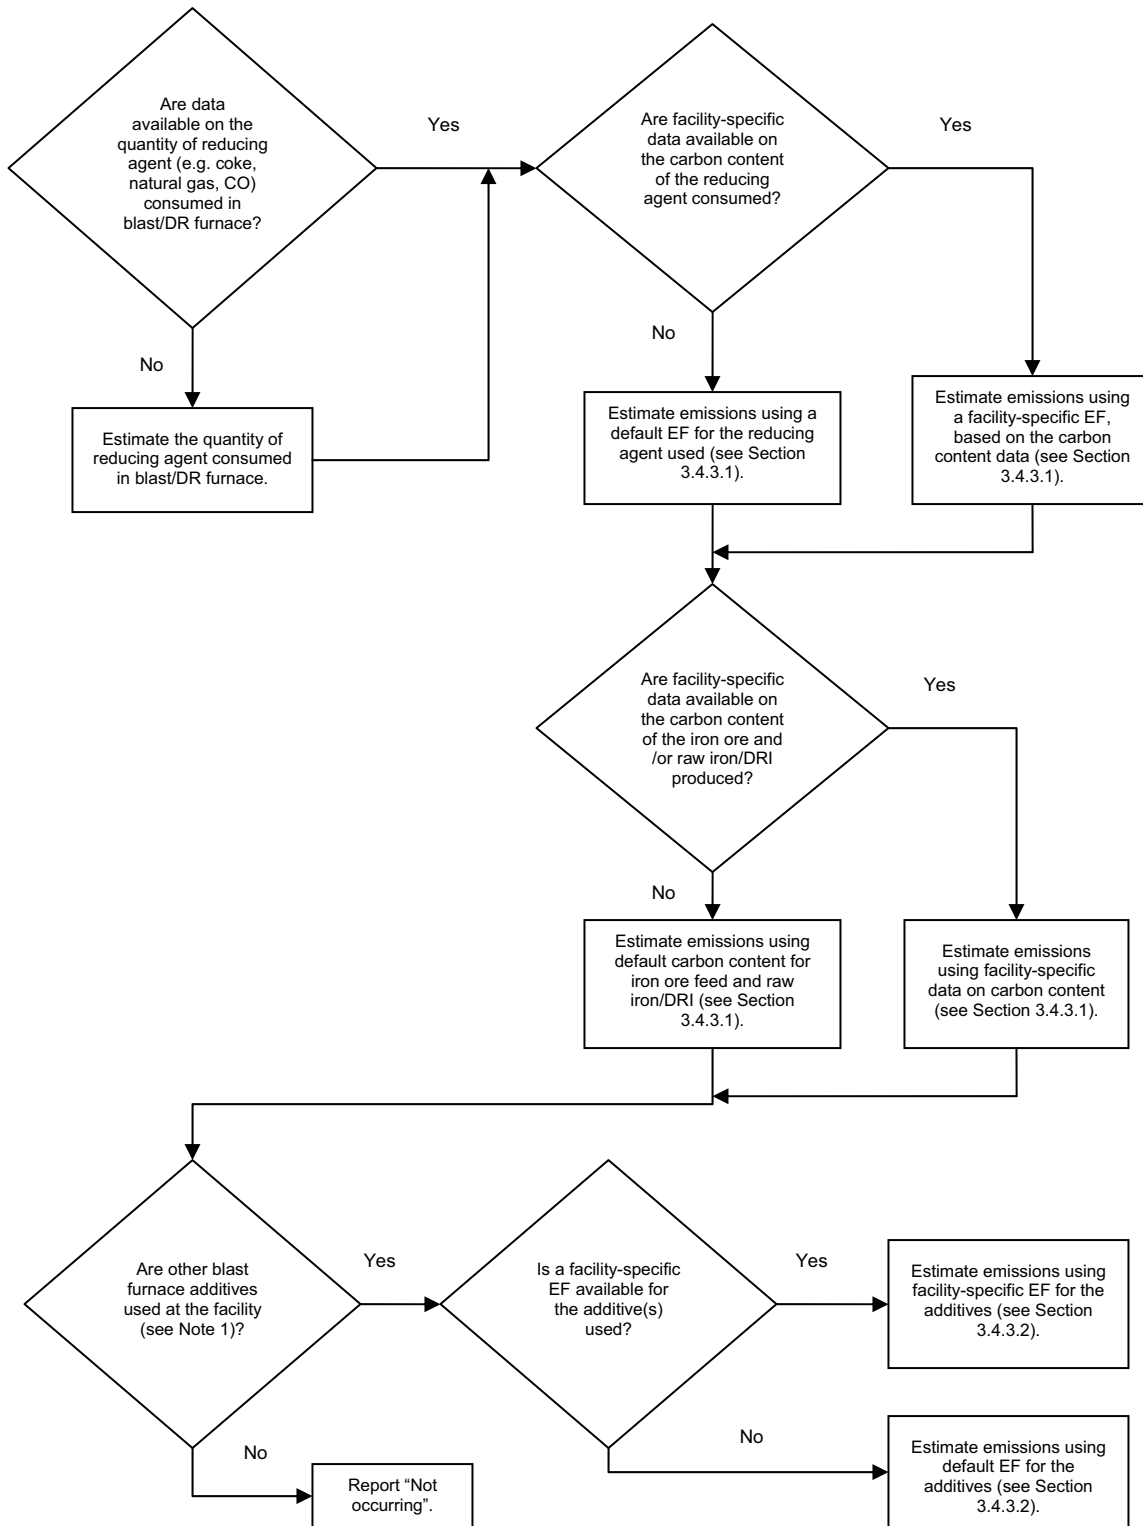 Are data
available on the
quantity of reducing
agent (e.g. coke,
natural gas, CO)
consumed in
blast/DR furnace?
Yes
Are facility-specific
data available on
the carbon content
of the reducing
agent consumed?
Yes
No
No
Estimate the quantity of
reducing agent consumed
in blast/DR furnace.
Estimate emissions using a
default EF for the reducing
agent used (see Section
3.4.3.1).
Estimate emissions using
a facility-specific EF,
based on the carbon
content data (see Section
3.4.3.1).
Are facility-specific
data available on
the carbon content
of the iron ore and
/or raw iron/DRI
produced?
Yes
No
Estimate emissions using
default carbon content for
iron ore feed and raw
iron/DRI (see Section
3.4.3.1).
Estimate emissions
using facility-specific
data on carbon content
(see Section 3.4.3.1).
Are other blast
furnace additives
used at the facility
(see Note 1)?
Yes
Is a facility-specific
EF available for
the additive(s)
used?
Yes
Estimate emissions using
facility-specific EF for the
additives (see Section
3.4.3.2).
No
Report “Not
occurring”.
No
Estimate emissions using
default EF for the
additives (see Section
3.4.3.2).